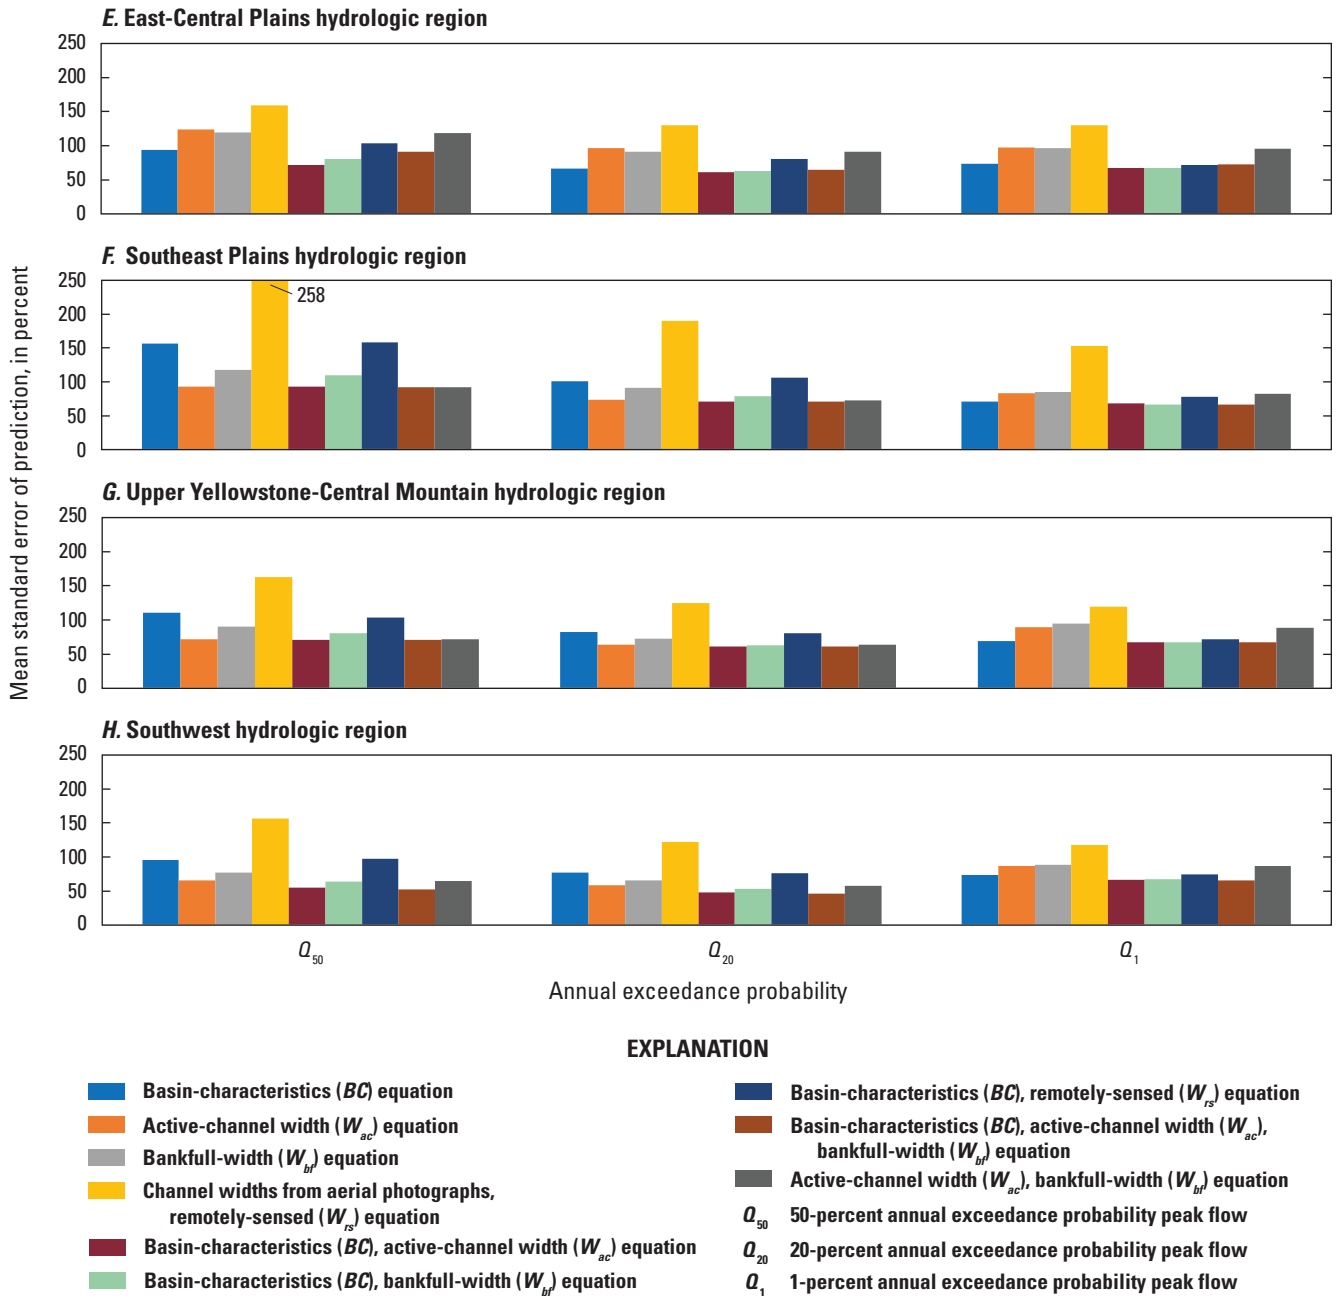 E. East-Central Plains hydrologic region
250
200
150
100
50
0
F. Southeast Plains hydrologic region
250
200
150
100
50
0
258
G. Upper Yellowstone-Central Mountain hydrologic region
250
200
150
100
50
0
H. Southwest hydrologic region
250
200
150
100
50
0
Mean standard error of prediction, in percent
Q50 Q20 Q1
Annual exceedance probability
EXPLANATION
Basin-characteristics (BC) equation
Active-channel width (Wac) equation
Bankfull-width (Wbf) equation
Channel widths from aerial photographs,
remotely-sensed (Wrs) equation
Basin-characteristics (BC), active-channel width (Wac) equation
Basin-characteristics (BC), bankfull-width (Wbf) equation
Basin-characteristics (BC), remotely-sensed (Wrs) equation
Basin-characteristics (BC), active-channel width (Wac),
bankfull-width (Wbf) equation
Active-channel width (Wac), bankfull-width (Wbf) equation
Q50 50-percent annual exceedance probability peak flow
Q20 20-percent annual exceedance probability peak flow
Q1 1-percent annual exceedance probability peak flow